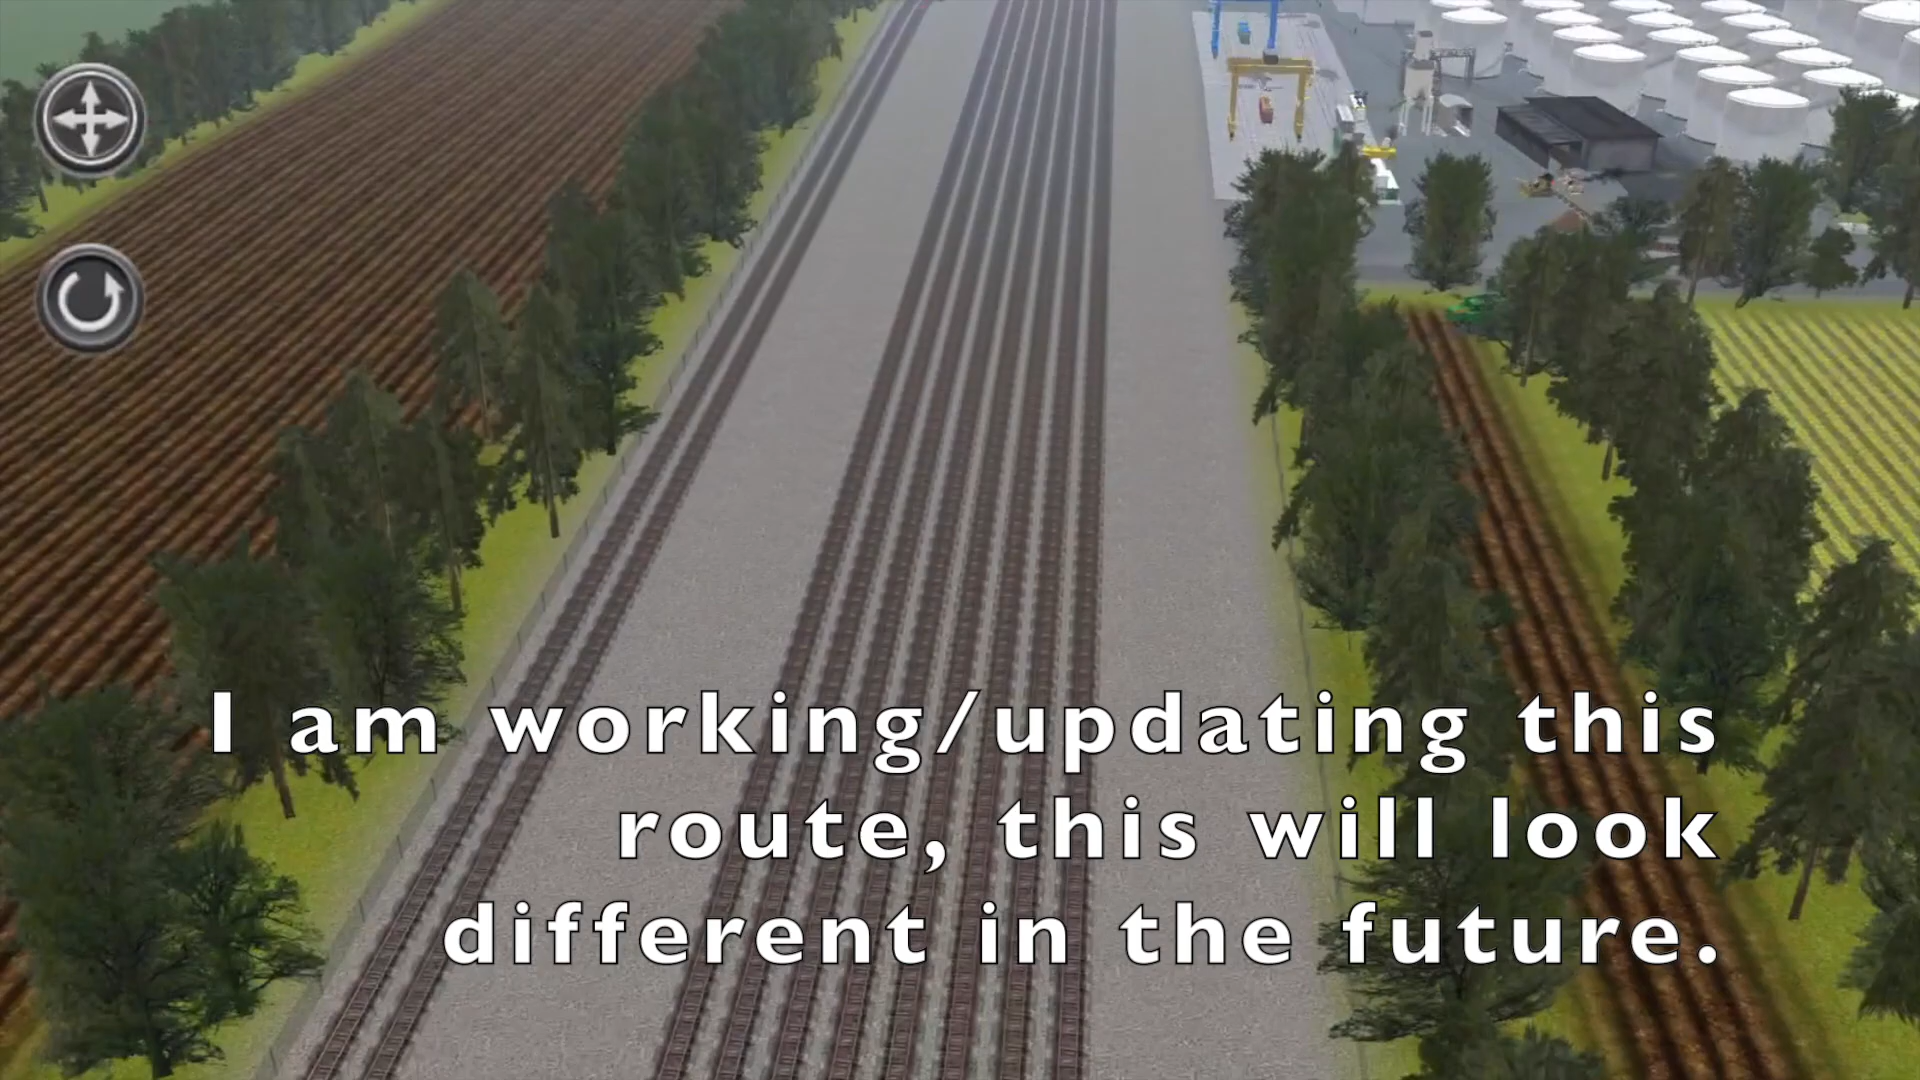 I am working/updating this
route, this will look
different in the future.